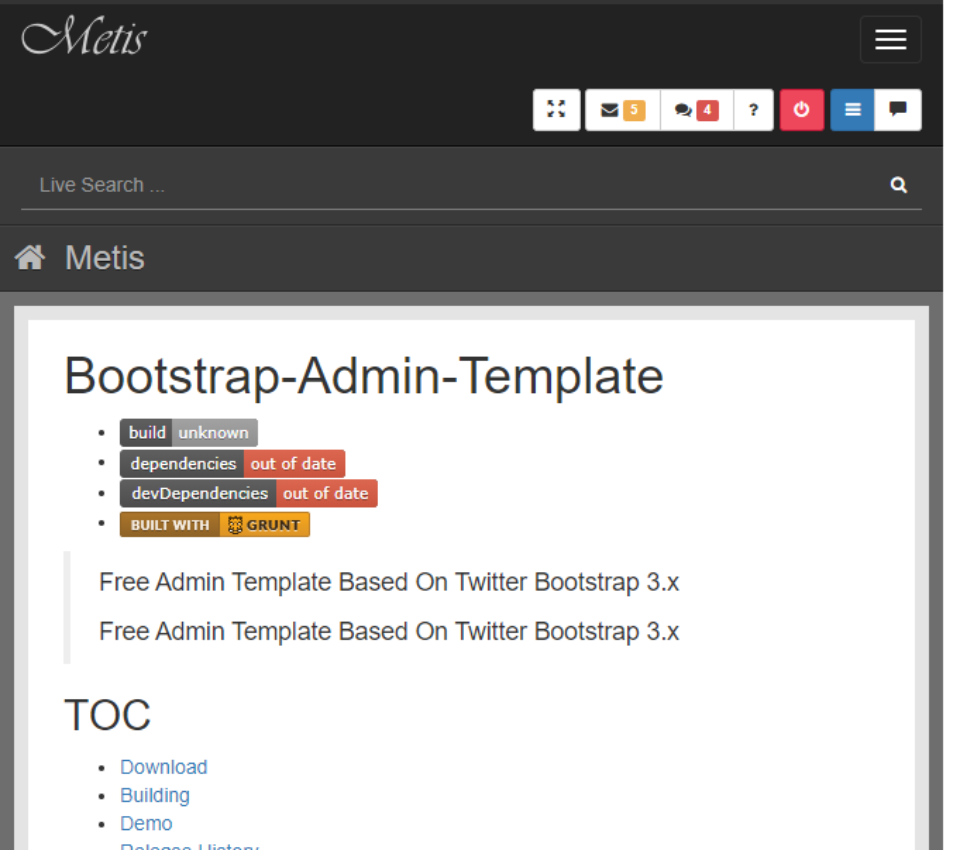 Metis
5 4 ?
Live Search ...
Metis
Bootstrap-Admin-Template
build unknown
dependencies out of date
devDependencies out of date
BUILT WITH GRUNT
Free Admin Template Based On Twitter Bootstrap 3.x
Free Admin Template Based On Twitter Bootstrap 3.x
TOC
Download
Building
Demo
Release History